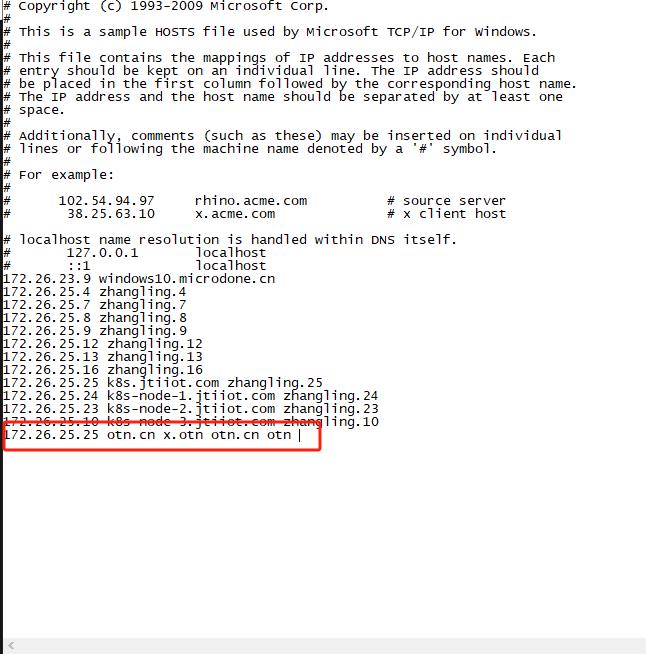 # Copyright (c) 1993-2009 Microsoft Corp.
#
# This is a sample HOSTS file used by Microsoft TCP/IP for Windows.
#
# This file contains the mappings of IP addresses to host names. Each
# entry should be kept on an individual line. The IP address should
# be placed in the first column followed by the corresponding host name.
# The IP address and the host name should be separated by at least one
# space.
#
# Additionally, comments (such as these) may be inserted on individual
# lines or following the machine name denoted by a '#' symbol.
#
# For example:
#
#      102.54.94.97     rhino.acme.com          # source server
#       38.25.63.10     x.acme.com              # x client host

# localhost name resolution is handled within DNS itself.
#       127.0.0.1       localhost
#       ::1             localhost
172.26.23.9 windows10.microdone.cn
172.26.25.4 zhangling.4
172.26.25.7 zhangling.7
172.26.25.8 zhangling.8
172.26.25.9 zhangling.9
172.26.25.12 zhangling.12
172.26.25.13 zhangling.13
172.26.25.16 zhangling.16
172.26.25.25 k8s.jtiiot.com zhangling.25
172.26.25.24 k8s-node-1.jtiiot.com zhangling.24
172.26.25.23 k8s-node-2.jtiiot.com zhangling.23
172.26.25.10 k8s-node-3.jtiiot.com zhangling.10
172.26.25.25 otn.cn x.otn otn.cn otn